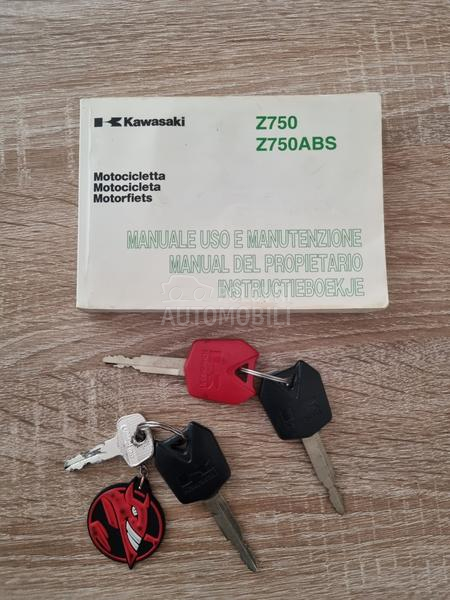 Kawasaki
Z750
Z750ABS
Motocicletta
Motocicleta
Motorfiets
MANUALE USO E MANUTENZIONE
MANUAL DEL PROPIETARIO
INSTRUCTIEBOEKJE
AUTOMOBILI